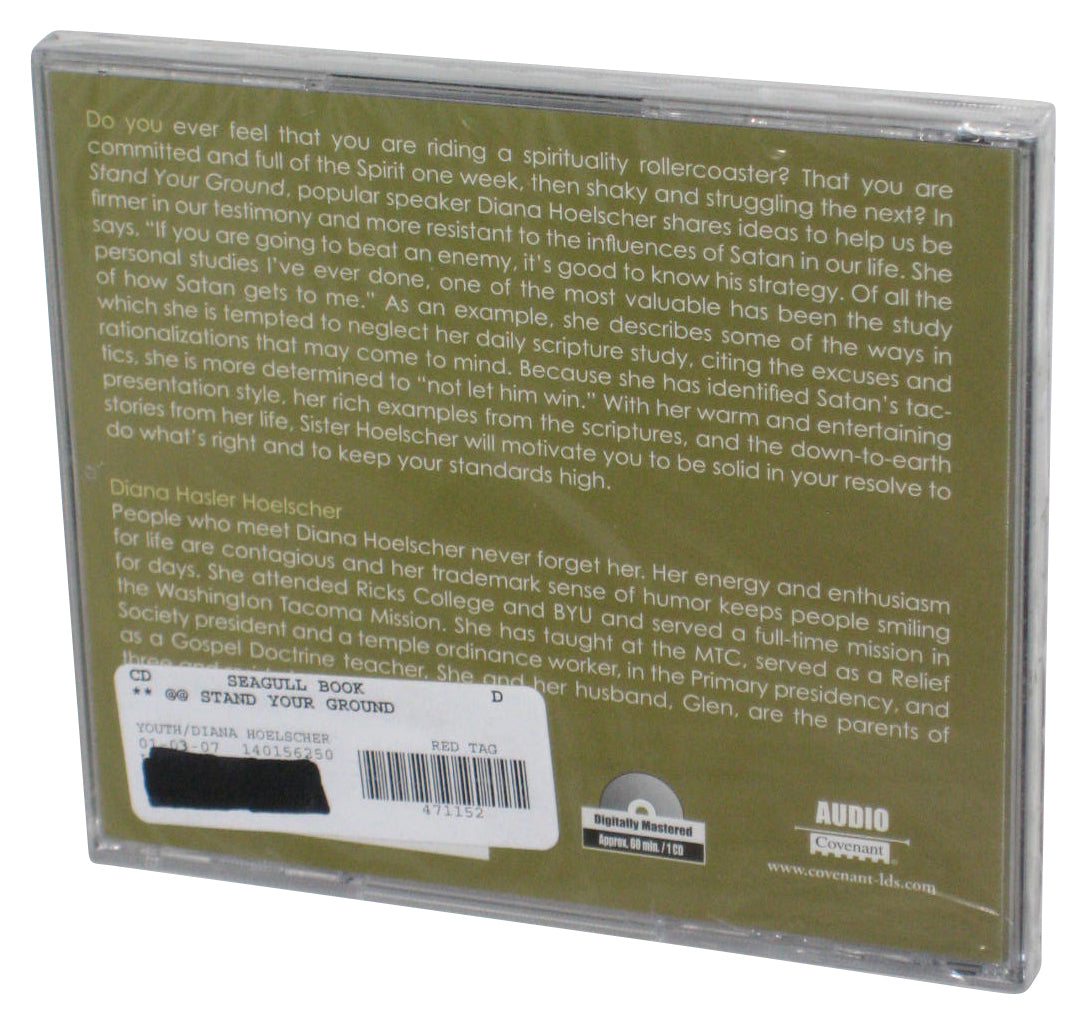 Do you ever feel that you are riding a spirituality rollercoaster? That you are
committed and full of the Spirit one week, then shaky and struggling the next? In
Stand Your Ground, popular speaker Diana Hoelscher shares ideas to help us be
firmer in our testimony and more resistant to the influences of Satan in our life. She
says, “If you are going to beat an enemy, it’s good to know his strategy. Of all the
personal studies I’ve ever done, one of the most valuable has been the study
of how Satan gets to me.” As an example, she describes some of the ways in
which she is tempted to neglect her daily scripture study, citing the excuses and
rationalizations that may come to mind. Because she has identified Satan’s tac-
tics, she is more determined to “not let him win.” With her warm and entertaining
presentation style, her rich examples from the scriptures, and the down-to-earth
stories from her life, Sister Hoelscher will motivate you to be solid in your resolve to
do what’s right and to keep your standards high.
Diana Hasler Hoelscher
People who meet Diana Hoelscher never forget her. Her energy and enthusiasm
for life are contagious and her trademark sense of humor keeps people smiling
for days. She attended Ricks College and BYU and served a full-time mission in
the Washington Tacoma Mission. She has taught at the MTC, served as a Relief
Society president and a temple ordinance worker, in the Primary presidency, and
as a Gospel Doctrine teacher. She and her husband, Glen, are the parents of
three and
CD SEAGULL BOOK D
** @@ STAND YOUR GROUND
YOUTH/DIANA HOELSCHER
01-03-07 140156250 RED TAG
471152
Digitally Mastered
Approx. 60 min. / 1 CD
AUDIO
Covenant
www.covenant-lds.com